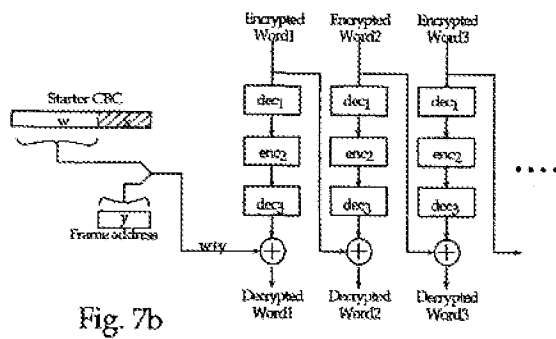 Encrypted Word1
Encrypted Word2
Encrypted Word3
Starter CBC
w
x
dec1
dec1
dec1
enc2
enc2
enc2
dec3
dec3
dec3
y
Frame address
w+y
+
+
+
....
Decrypted Word1
Decrypted Word2
Decrypted Word3
Fig. 7b